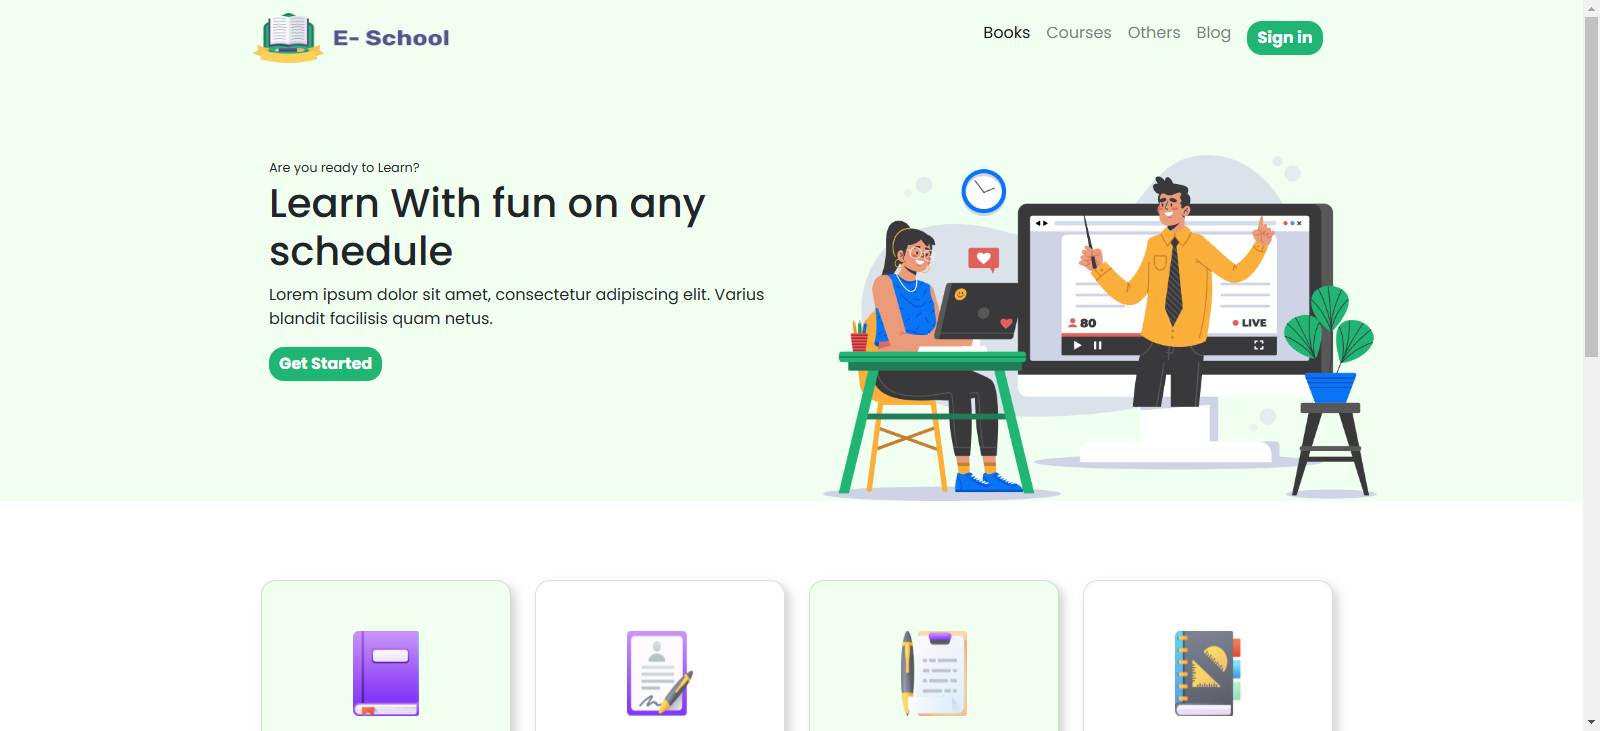 E- School
Books Courses Others Blog Sign in
Are you ready to Learn?
Learn With fun on any
schedule
Lorem ipsum dolor sit amet, consectetur adipiscing elit. Varius
blandit facilisis quam netus.
Get Started
80
LIVE